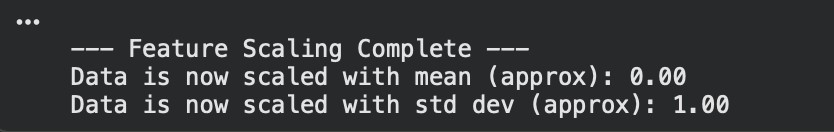 --- Feature Scaling Complete ---
Data is now scaled with mean (approx): 0.00
Data is now scaled with std dev (approx): 1.00